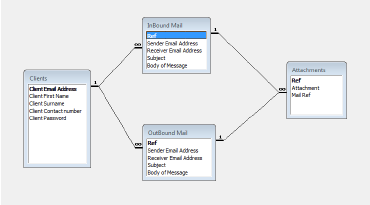 InBound Mail
Ref
Sender Email Address
Receiver Email Address
Subject
Body of Message
Clients
Client Email Address
Client First Name
Client Surname
Client Contact number
Client Password
Attachments
Ref
Attachment
Mail Ref
OutBound Mail
Ref
Sender Email Address
Receiver Email Address
Subject
Body of Message
1
∞
1
∞
1
∞
1